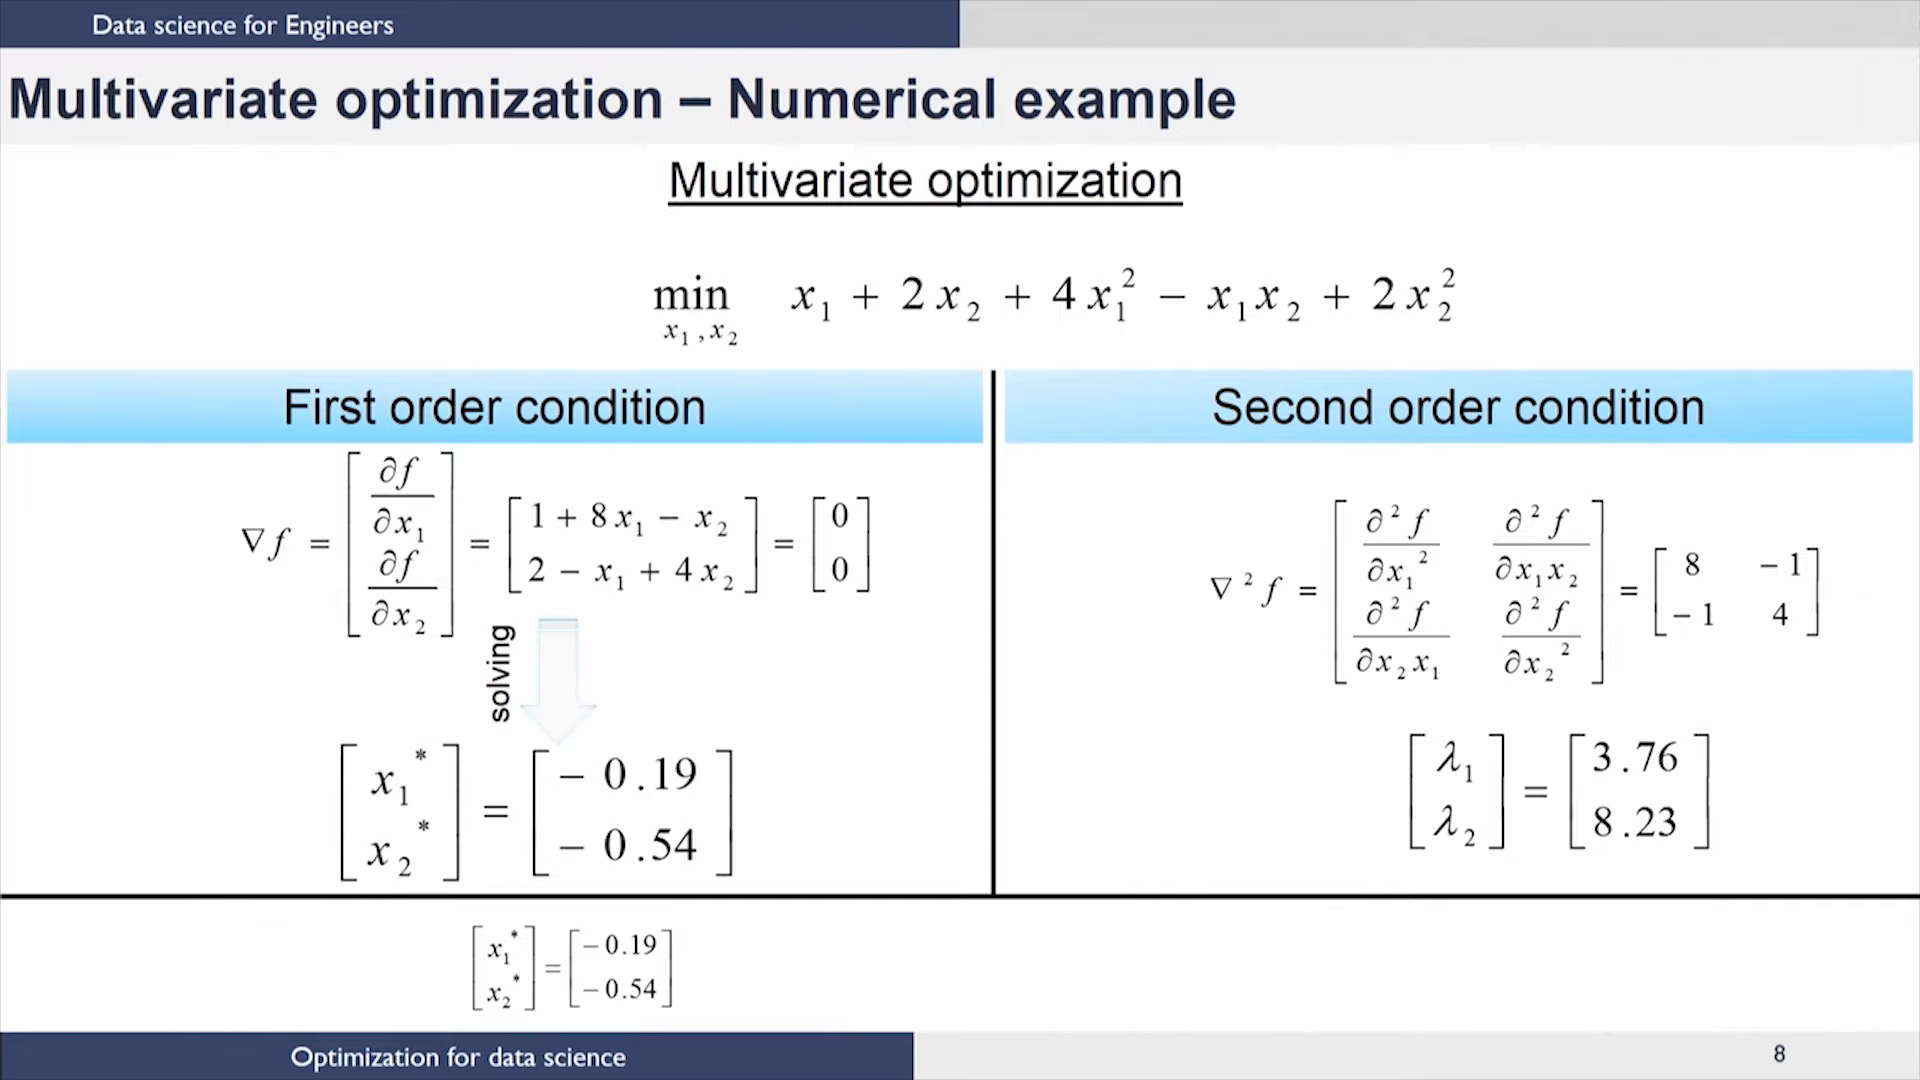 Data science for Engineers
Multivariate optimization – Numerical example
Multivariate optimization
min x₁ + 2x₂ + 4x₁² − x₁x₂ + 2x₂²
x₁,x₂
First order condition
∇f = [∂f/∂x₁; ∂f/∂x₂] = [1 + 8x₁ − x₂; 2 − x₁ + 4x₂] = [0; 0]
solving
[x₁*; x₂*] = [− 0.19; − 0.54]
Second order condition
∇²f = [∂²f/∂x₁² ∂²f/∂x₁x₂; ∂²f/∂x₂x₁ ∂²f/∂x₂²] = [8 −1; −1 4]
[λ₁; λ₂] = [3.76; 8.23]
[x₁*; x₂*] = [−0.19; −0.54]
Optimization for data science
8